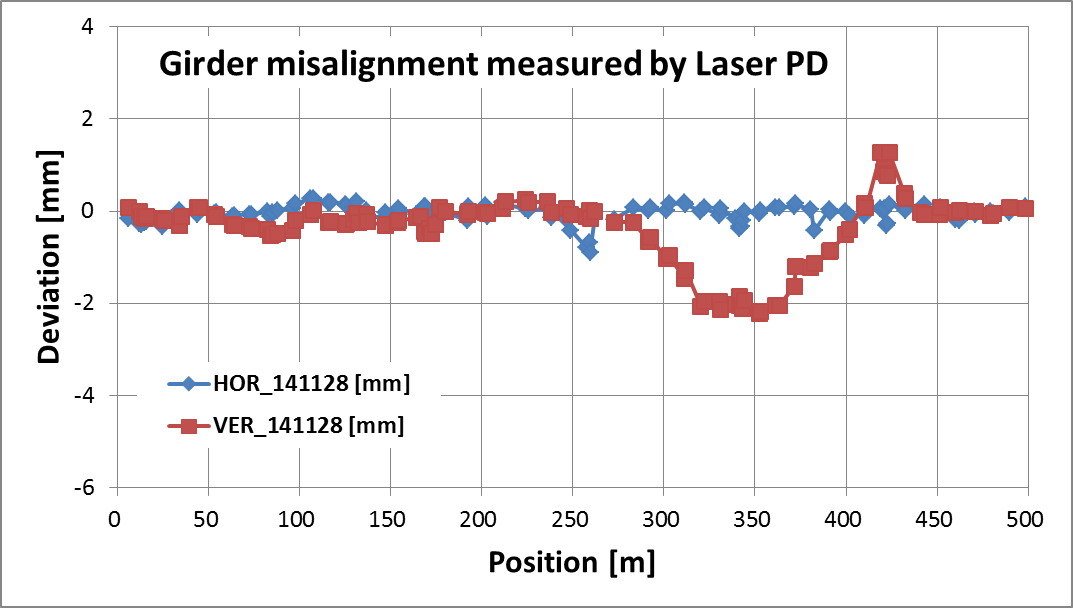 Girder misalignment measured by Laser PD
4
2
0
-2
-4
-6
Deviation [mm]
HOR_141128 [mm]
VER_141128 [mm]
0 50 100 150 200 250 300 350 400 450 500
Position [m]